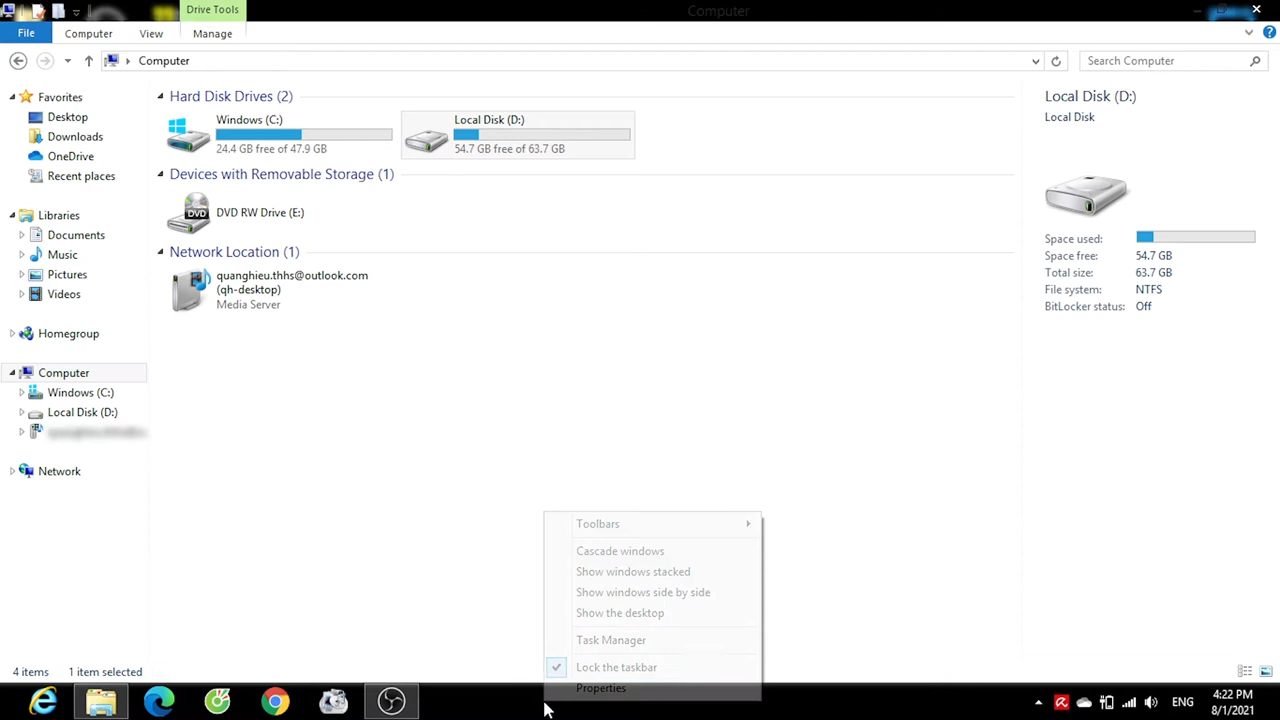 Drive Tools
Computer
File
Computer
View
Manage
Computer
Search Computer
Favorites
Desktop
Downloads
OneDrive
Recent places
Libraries
Documents
Music
Pictures
Videos
Homegroup
Computer
Windows (C:)
Local Disk (D:)
Network
Hard Disk Drives (2)
Windows (C:)
24.4 GB free of 47.9 GB
Local Disk (D:)
54.7 GB free of 63.7 GB
Devices with Removable Storage (1)
DVD
DVD RW Drive (E:)
Network Location (1)
quanghieu.thhs@outlook.com
(qh-desktop)
Media Server
Local Disk (D:)
Local Disk
Space used:
Space free: 54.7 GB
Total size: 63.7 GB
File system: NTFS
BitLocker status: Off
Toolbars
Cascade windows
Show windows stacked
Show windows side by side
Show the desktop
Task Manager
Lock the taskbar
Properties
4 items 1 item selected
ENG
4:22 PM
8/1/2021